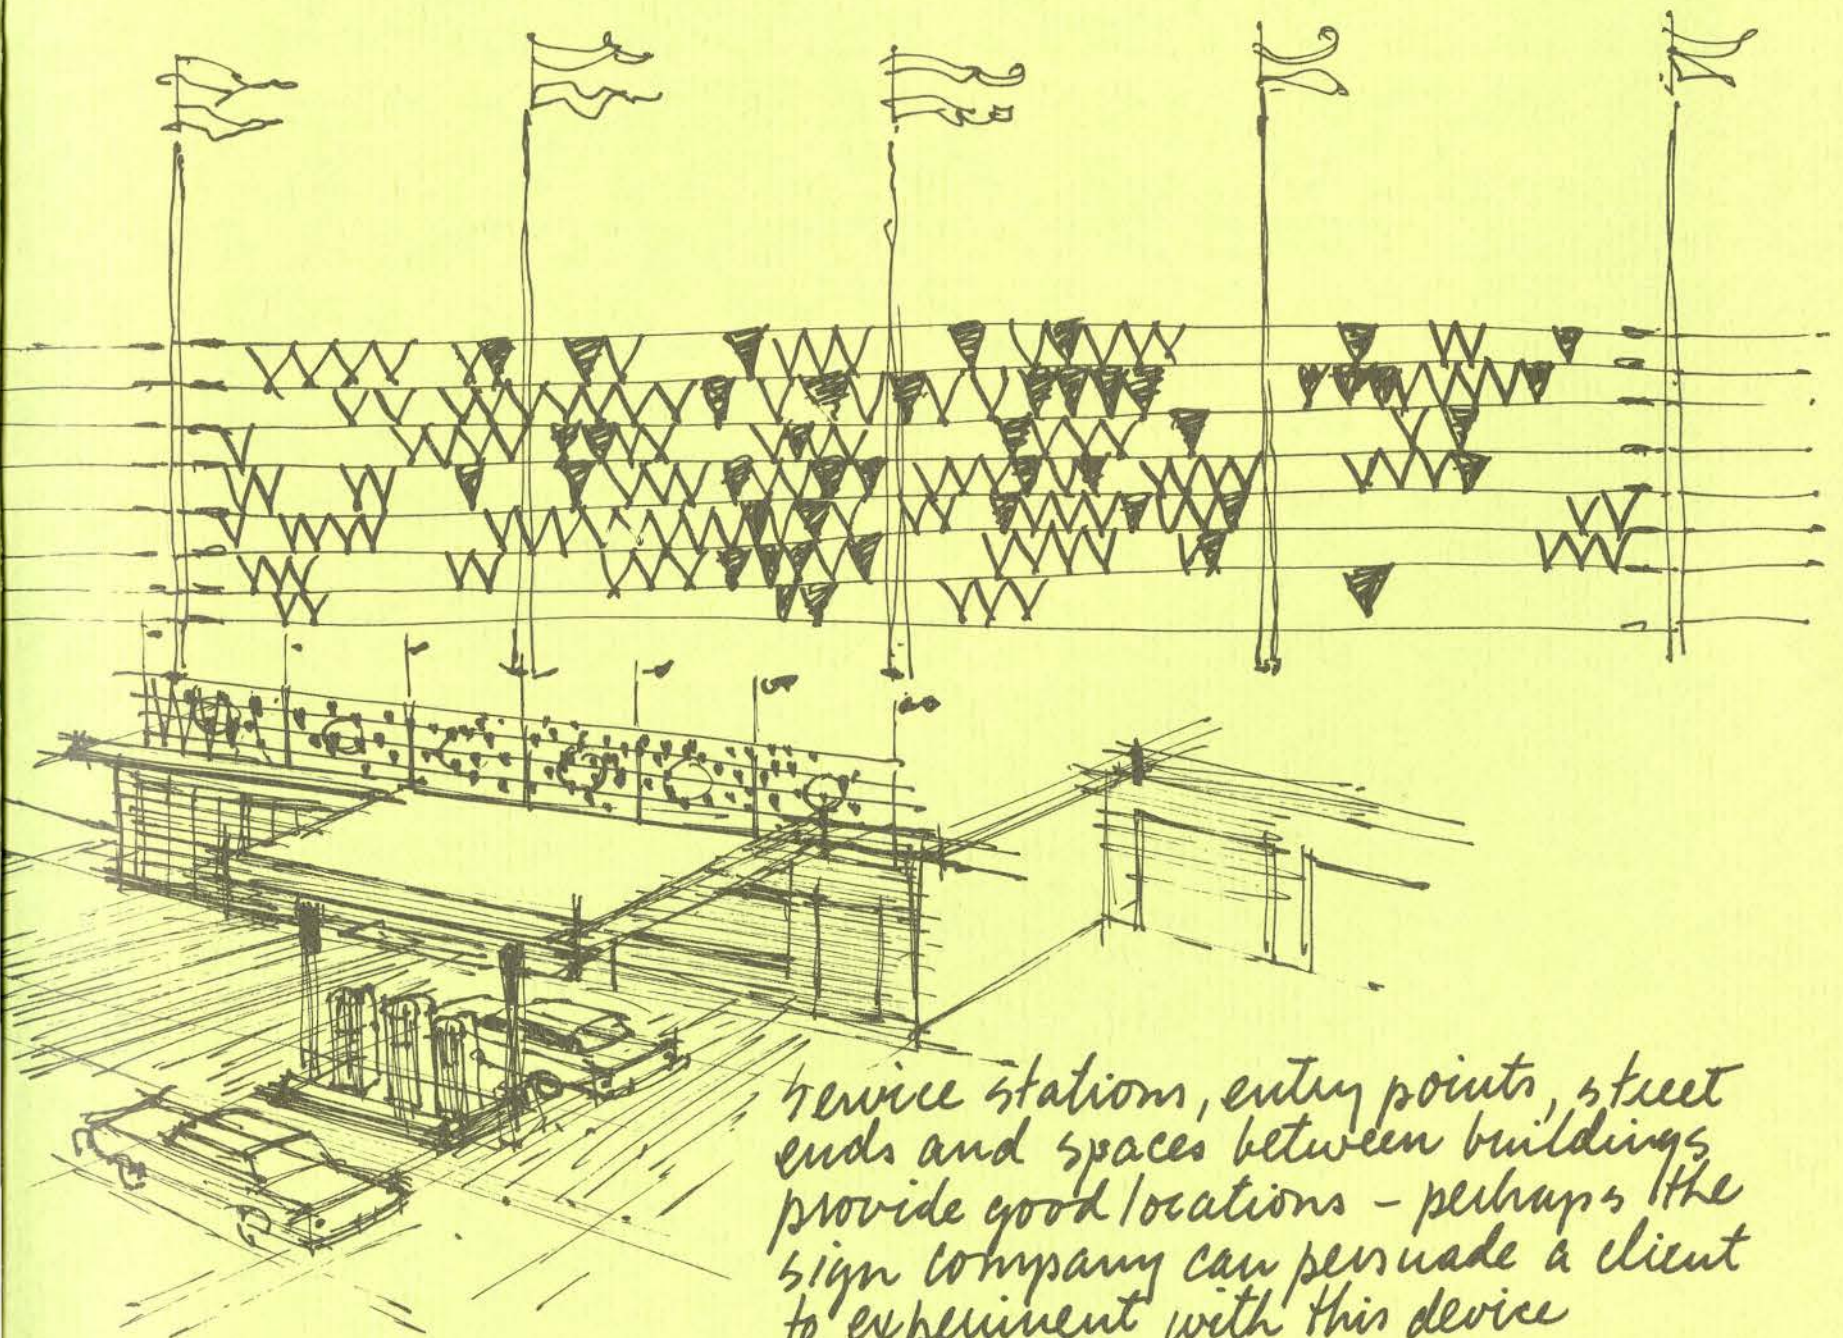 service stations, entry points, street
ends and spaces between buildings
provide good locations – perhaps the
sign company can persuade a client
to experiment with this device